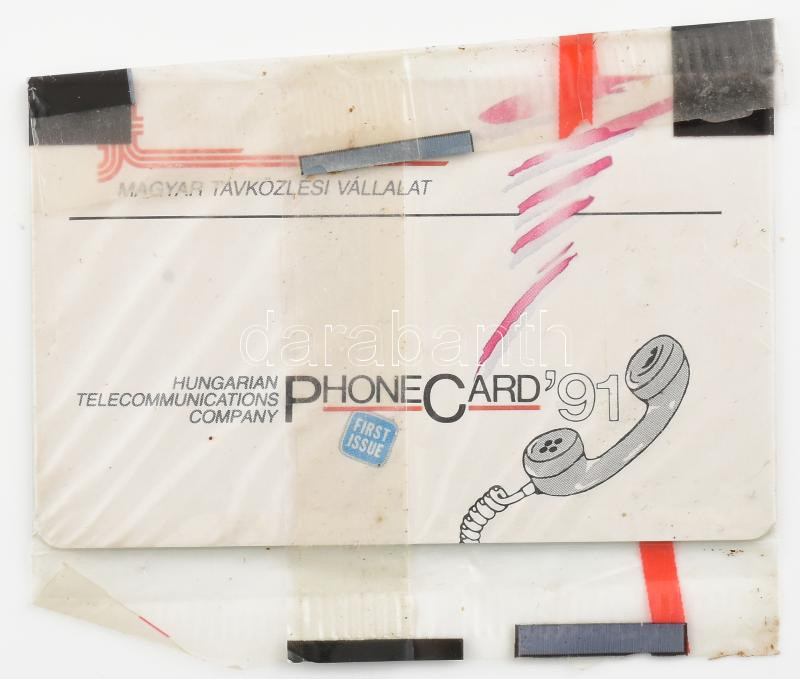 MAGYAR TÁVKÖZLÉSI VÁLLALAT
darabanth
HUNGARIAN
TELECOMMUNICATIONS
COMPANY
PHONECARD '91
FIRST
ISSUE